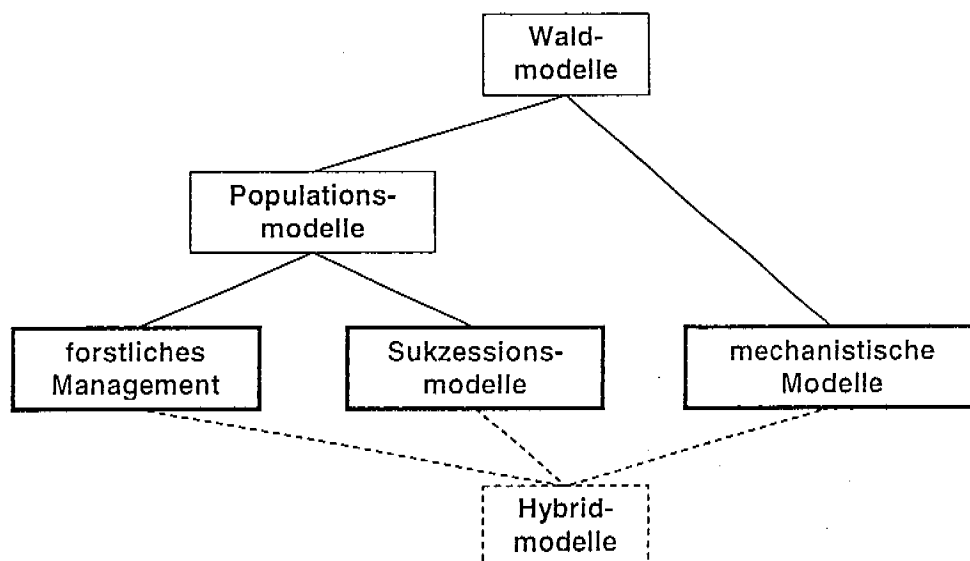 Wald-
modelle
Populations-
modelle
forstliches
Management
Sukzessions-
modelle
mechanistische
Modelle
Hybrid-
modelle